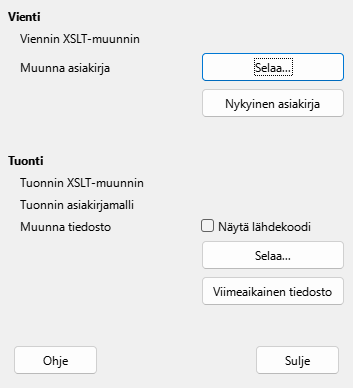 Vienti
Viennin XSLT-muunnin
Muunna asiakirja Selaa...
Nykyinen asiakirja
Tuonti
Tuonnin XSLT-muunnin
Tuonnin asiakirjamalli
Muunna tiedosto Näytä lähdekoodi
Selaa...
Viimeaikainen tiedosto
Ohje Sulje